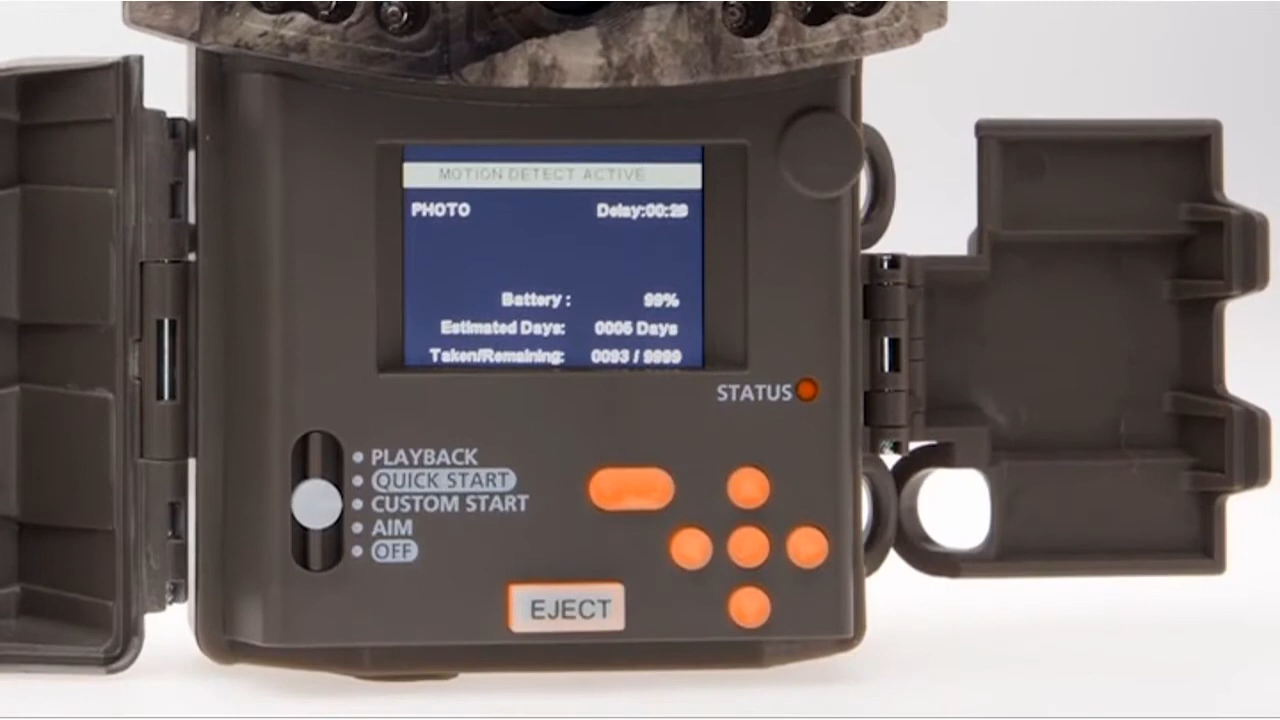 MOTION DETECT ACTIVE
PHOTO Delay:00:28
Battery : 99%
Estimated Days: 0005 Days
Taken/Remaining: 0093 / 9999
STATUS
PLAYBACK
QUICK START
CUSTOM START
AIM
OFF
EJECT